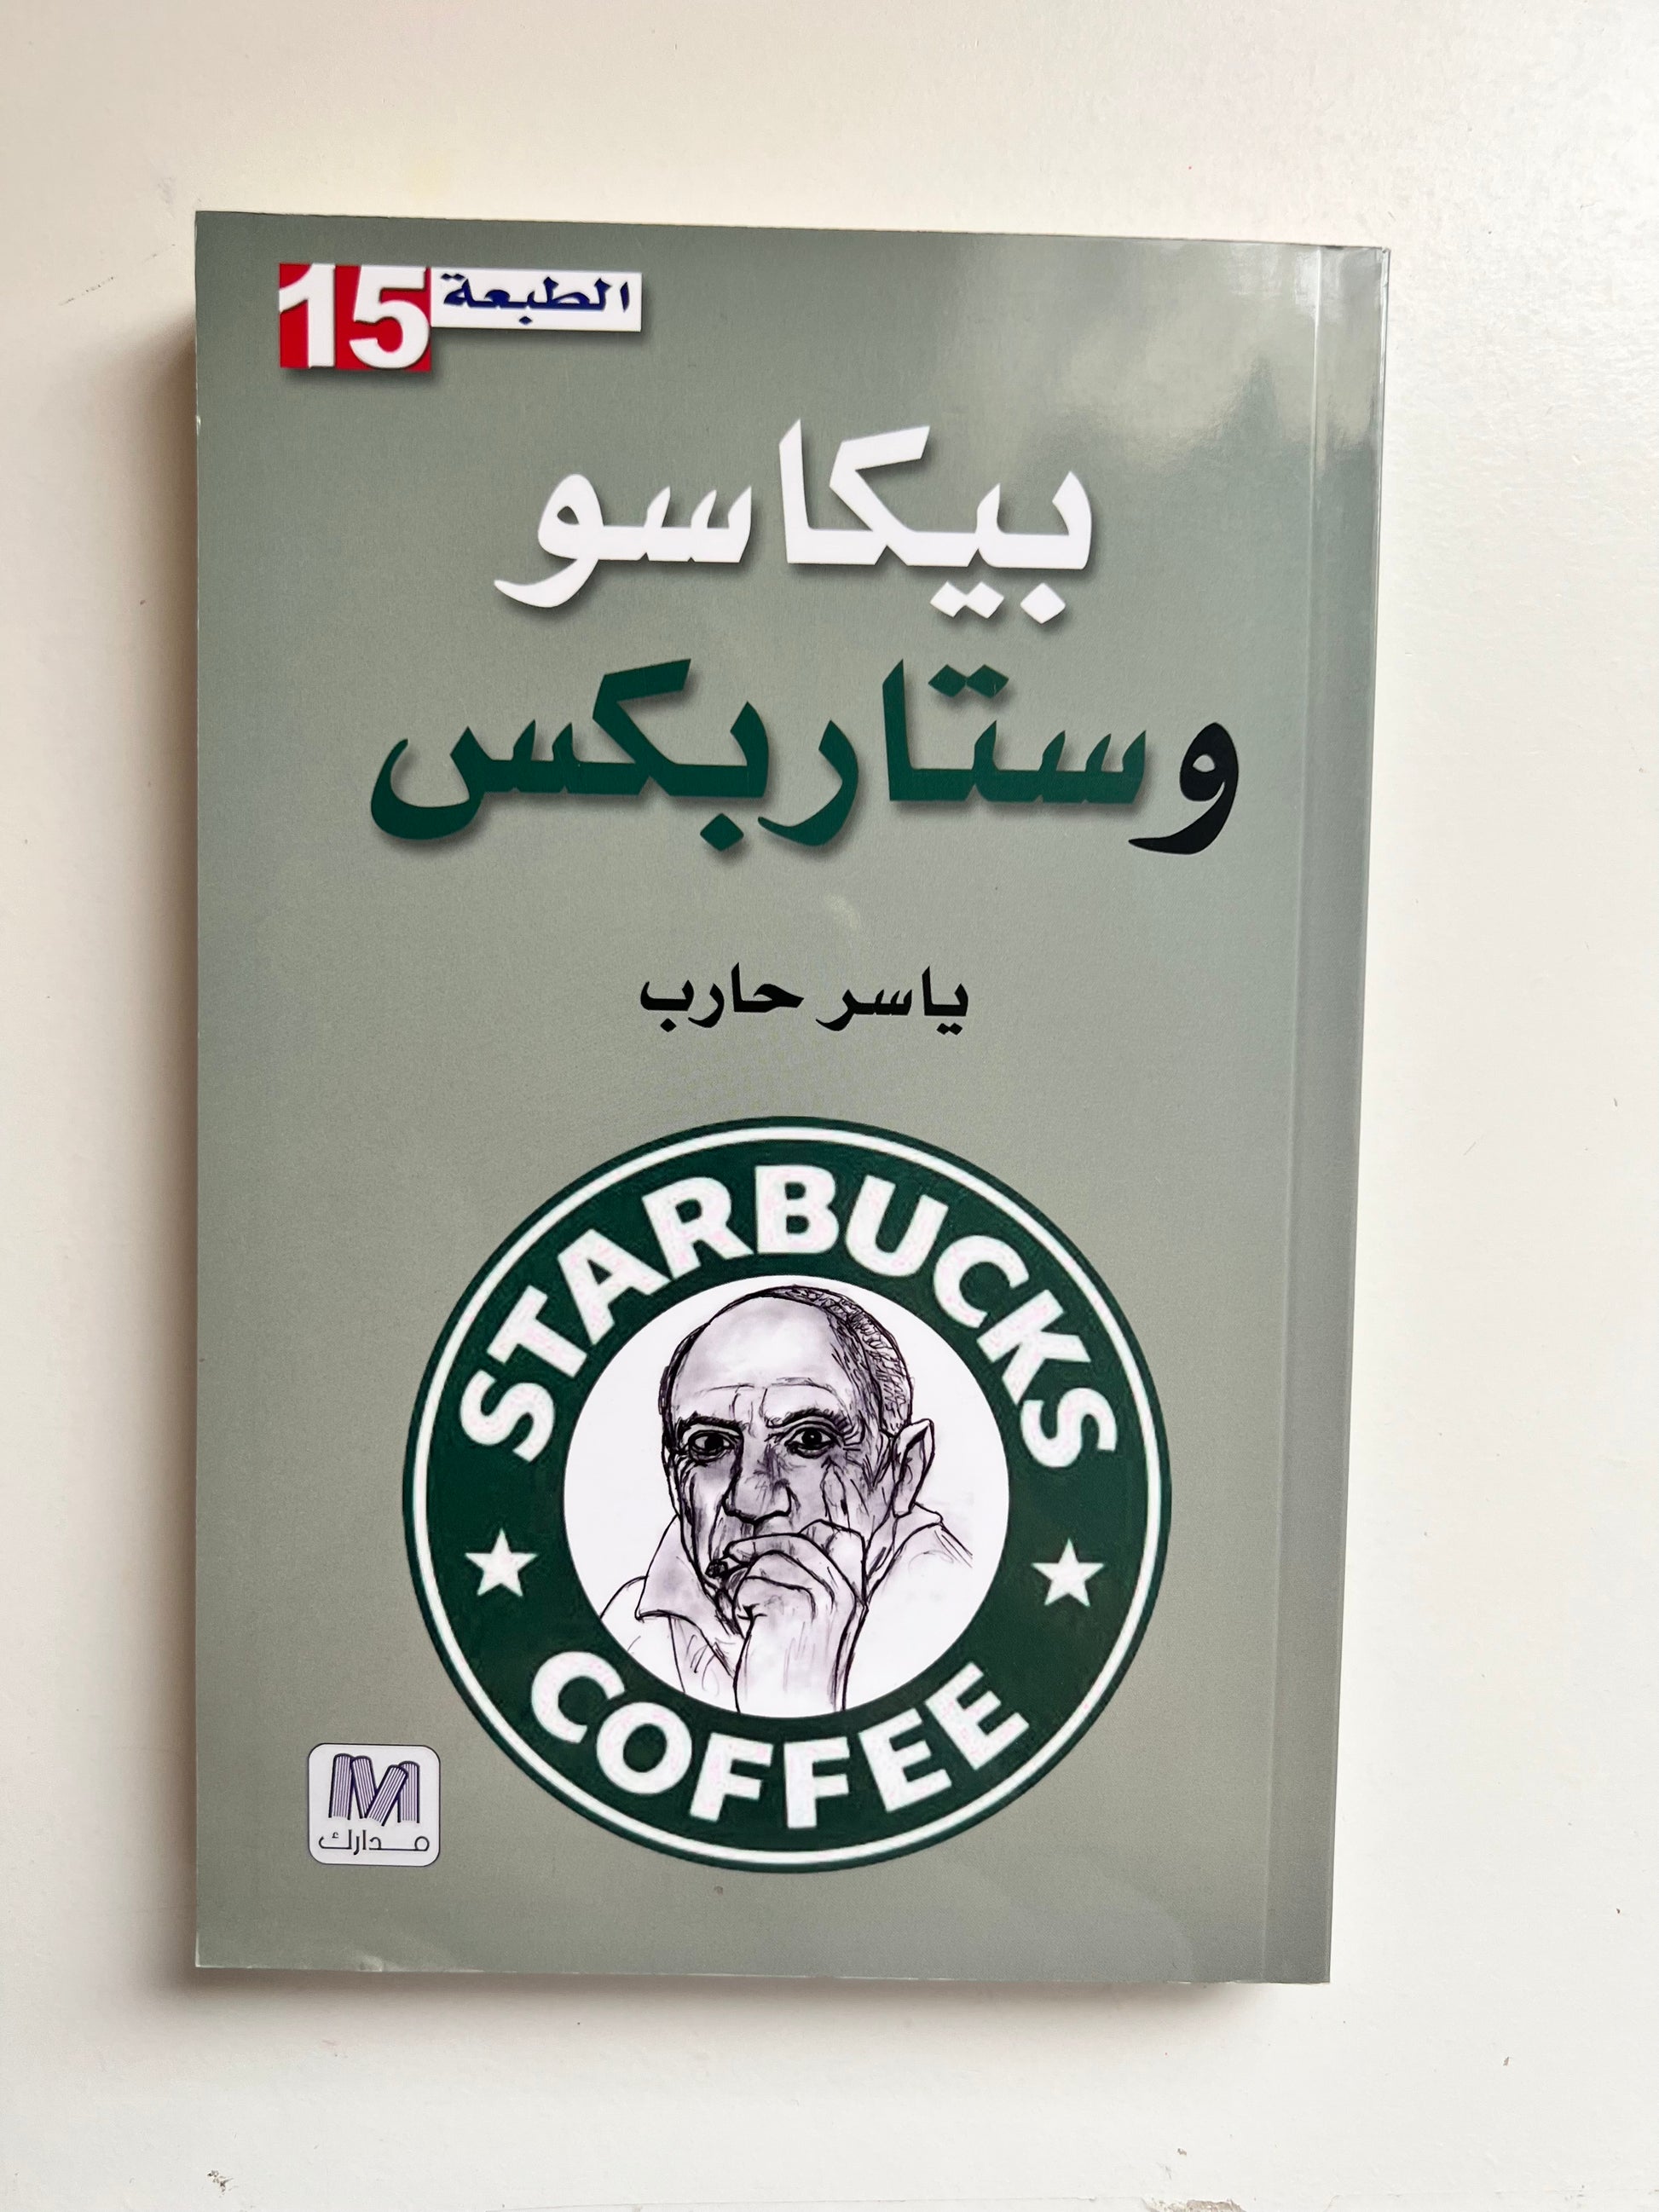 الطبعة 15
بيكاسو
وستاربكس
ياسر حارب
STARBUCKS
COFFEE
مدارك